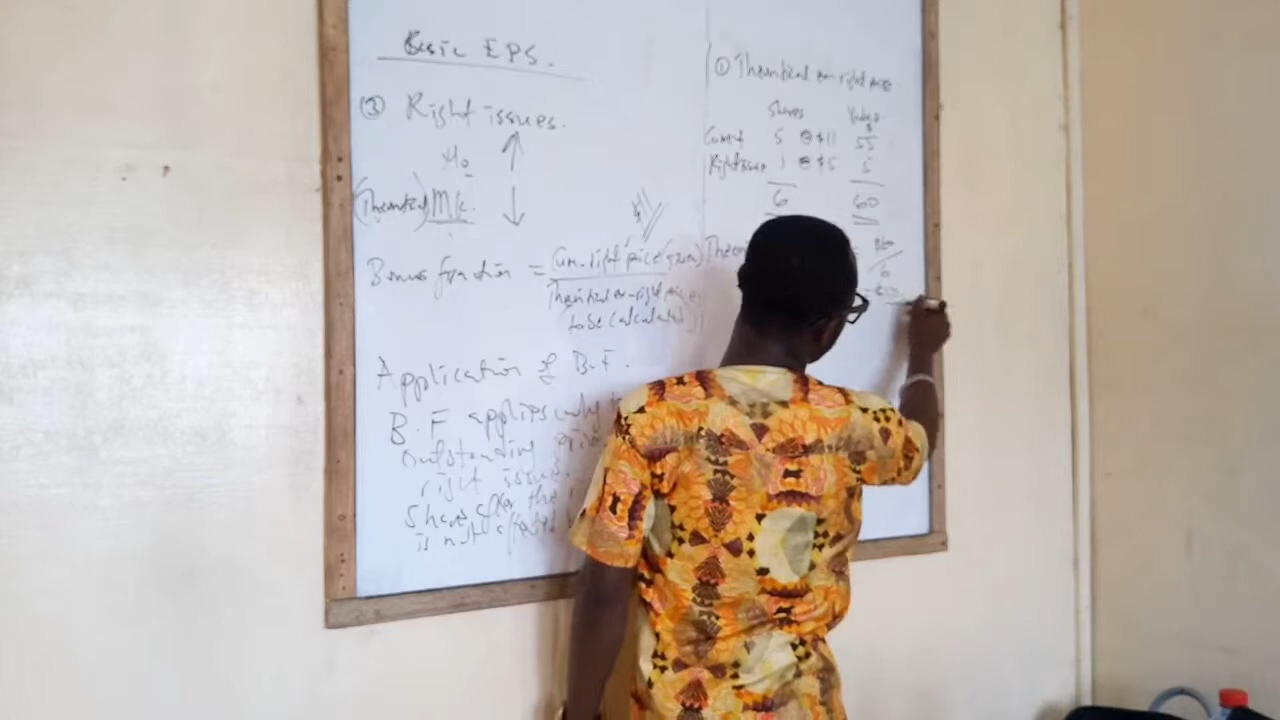 Basic EPS.
③ Right issues.
(Theoretical) M/c
Bonus fraction = Cum-right price (given)
Theoretical ex-right price
to be calculated
Application of B.F.
B.F applies only
outstanding
right issue.
Shares after the
is not affected
① Theoretical ex-right price.
Shares Value
$
Current 5 @ $11 55
Right issue 1 @ $5 5
6 60
60
6